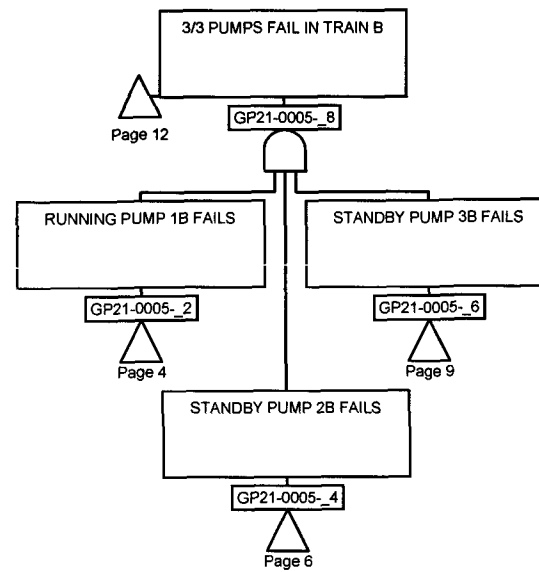 3/3 PUMPS FAIL IN TRAIN B
Page 12
GP21-0005-_8
RUNNING PUMP 1B FAILS
STANDBY PUMP 3B FAILS
GP21-0005-_2
GP21-0005-_6
Page 4
Page 9
STANDBY PUMP 2B FAILS
GP21-0005-_4
Page 6